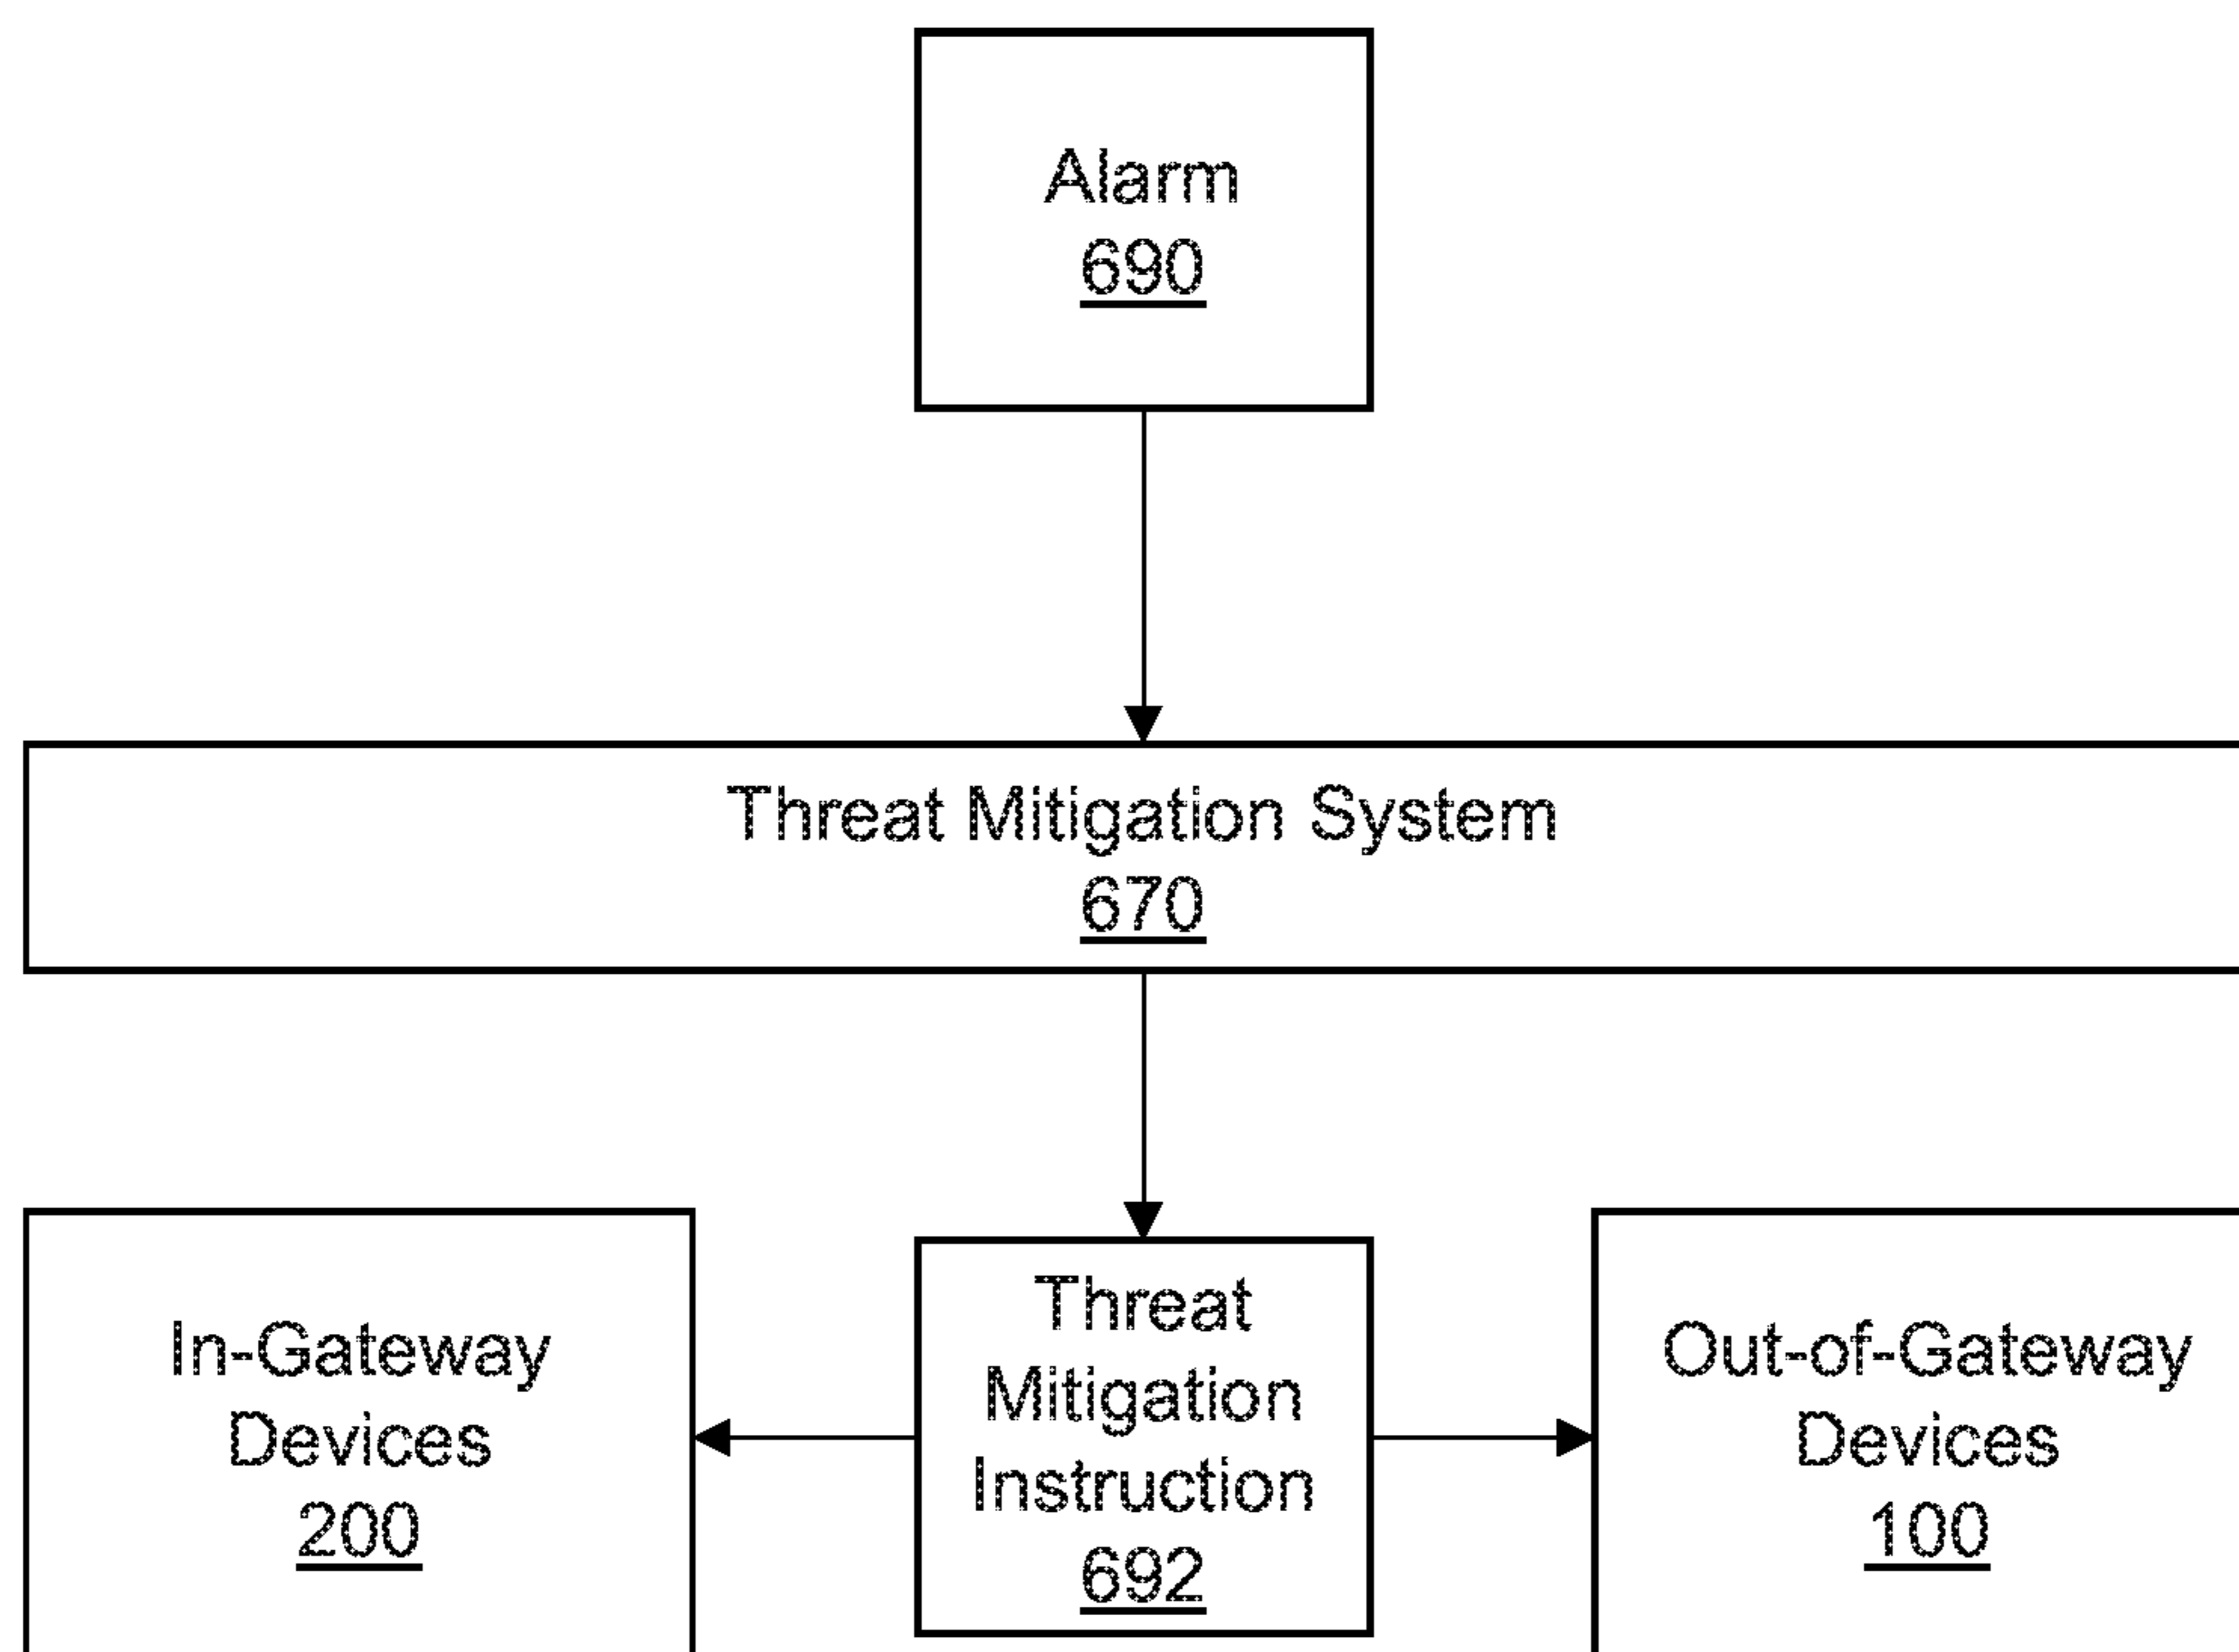 Alarm
690
Threat Mitigation System
670
In-Gateway
Devices
200
Threat
Mitigation
Instruction
692
Out-of-Gateway
Devices
100